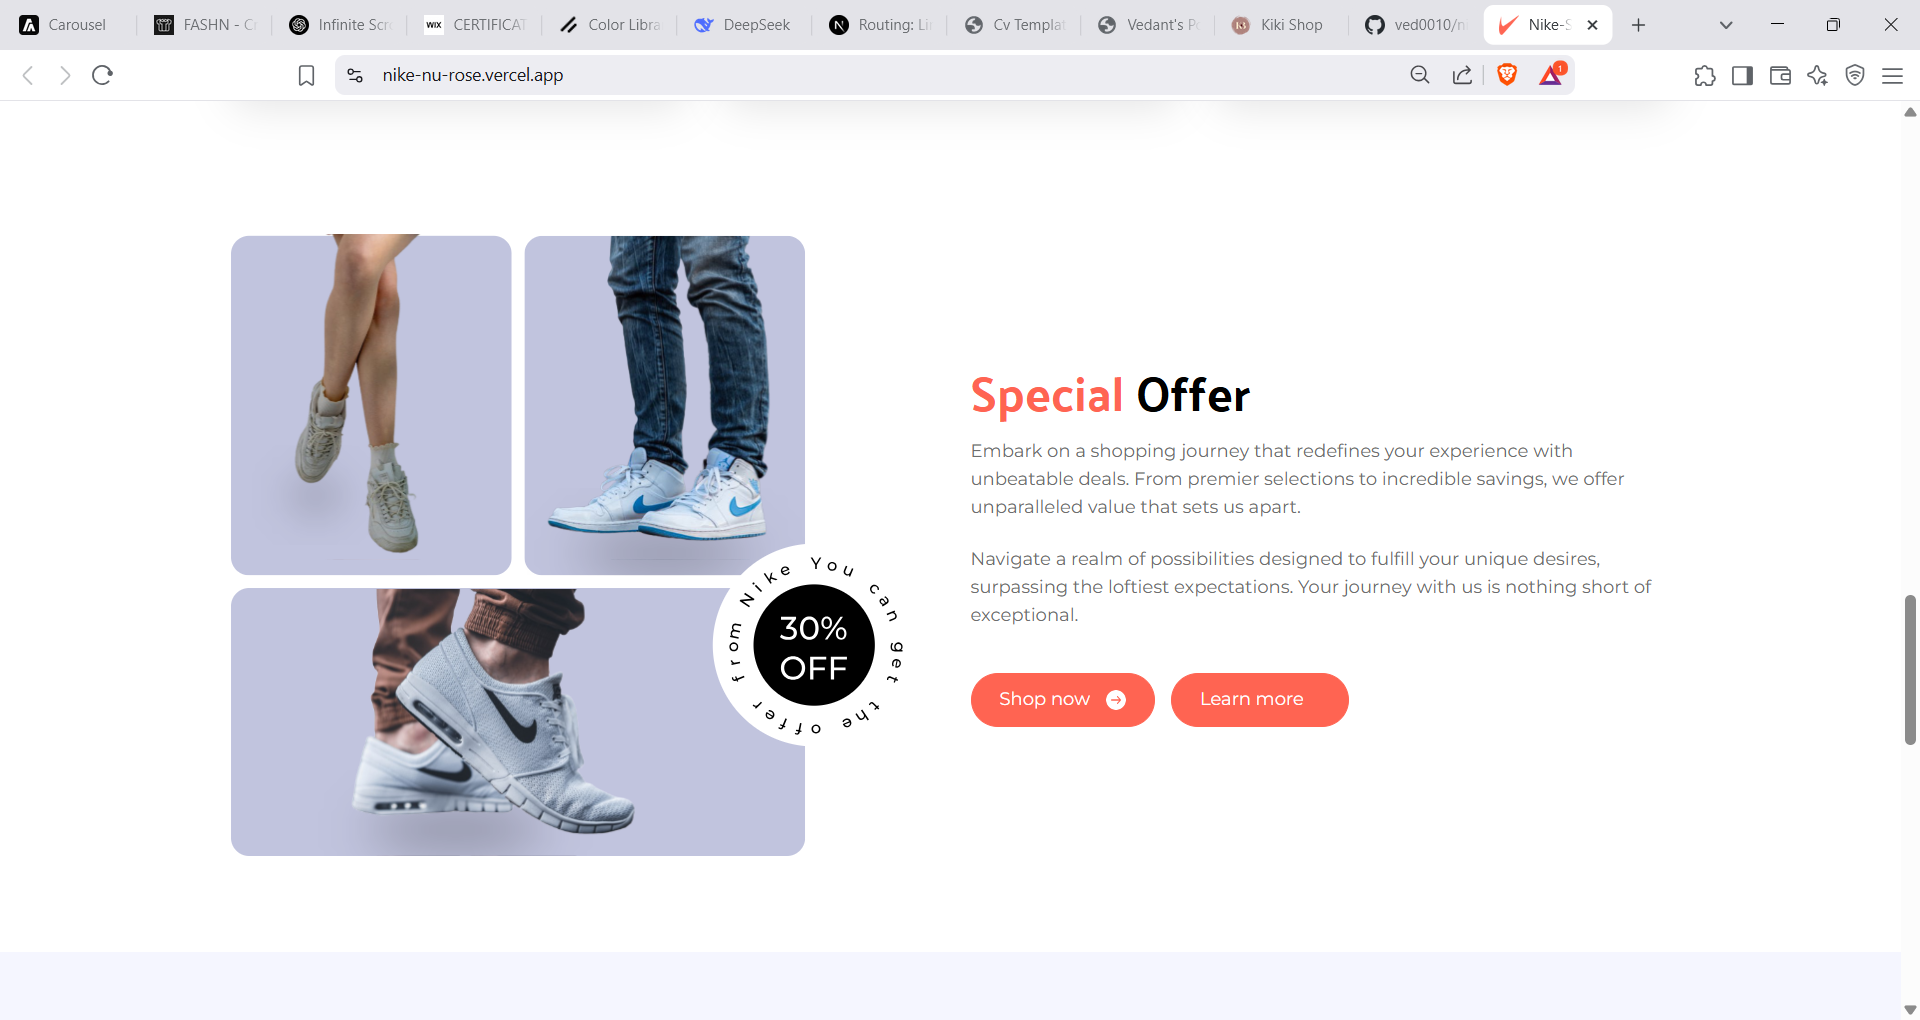 Carousel
FASHN - Cr
Infinite Scr
WIX
CERTIFICAT
Color Libra
DeepSeek
Routing: Li
Cv Templat
Vedant's P
Kiki Shop
ved0010/n
Nike-S
nike-nu-rose.vercel.app
1
You can get the offer from Nike
30%
OFF
Special Offer
Embark on a shopping journey that redefines your experience with
unbeatable deals. From premier selections to incredible savings, we offer
unparalleled value that sets us apart.
Navigate a realm of possibilities designed to fulfill your unique desires,
surpassing the loftiest expectations. Your journey with us is nothing short of
exceptional.
Shop now
Learn more